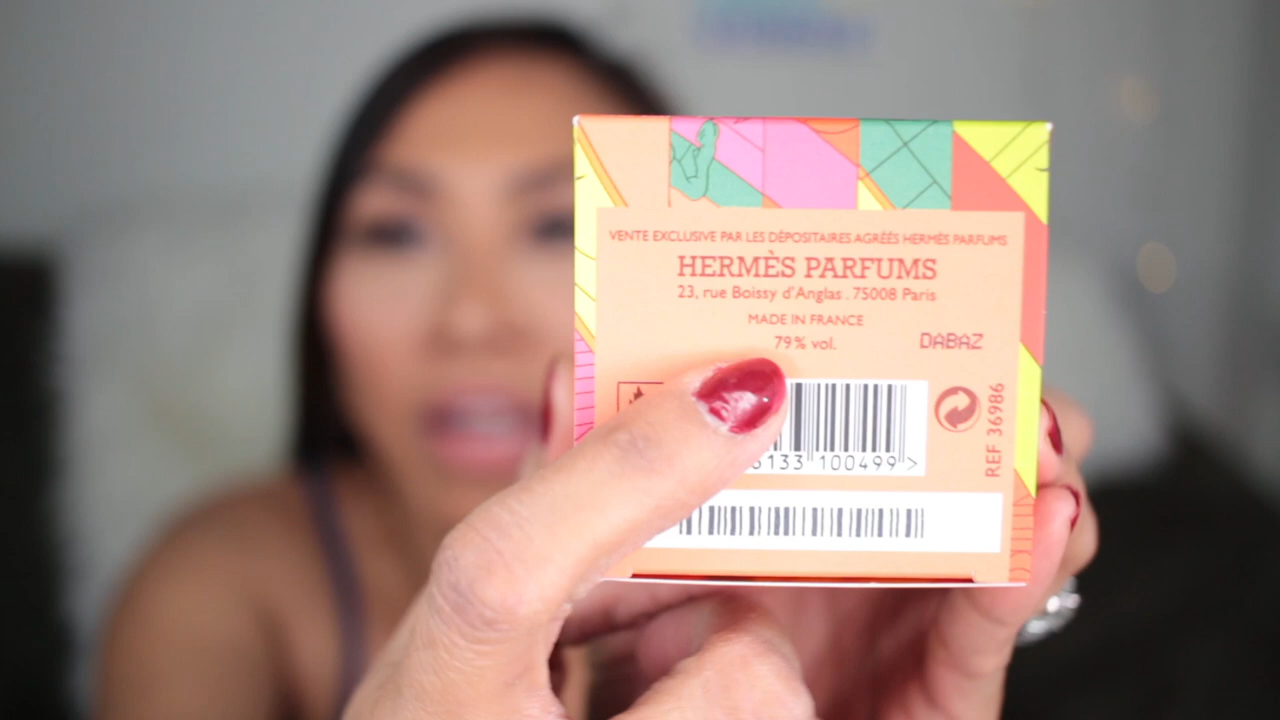 VENTE EXCLUSIVE PAR LES DÉPOSITAIRES AGRÉÉS HERMÈS PARFUMS
HERMÈS PARFUMS
23, rue Boissy d'Anglas . 75008 Paris
MADE IN FRANCE
79% vol.
DABAZ
REF 36986
133 100499>